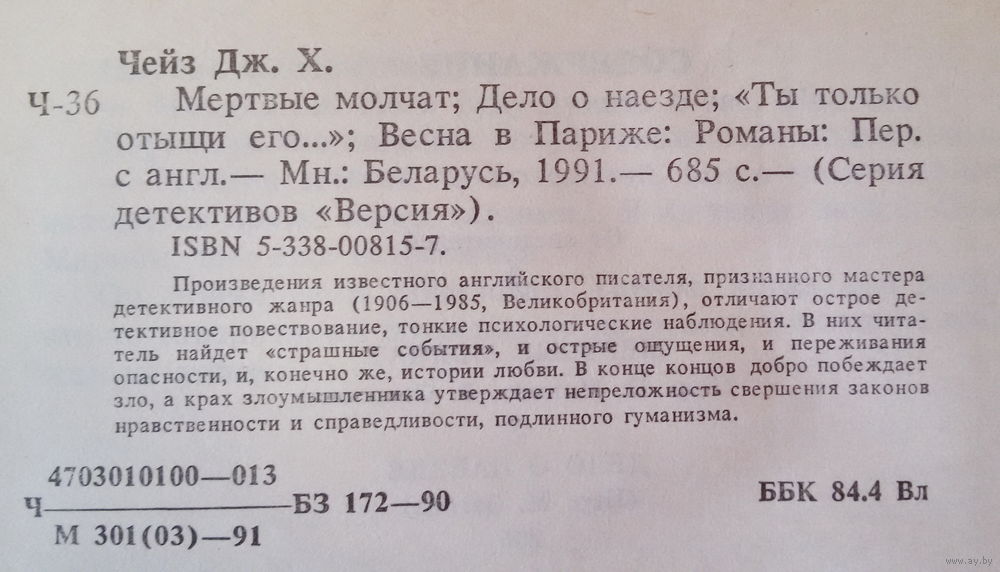 Чейз Дж. Х.
Ч-36 Мертвые молчат; Дело о наезде; «Ты только
отыщи его...»; Весна в Париже: Романы: Пер.
с англ.— Мн.: Беларусь, 1991.— 685 с.— (Серия
детективов «Версия»).
ISBN 5-338-00815-7.
Произведения известного английского писателя, признанного мастера
детективного жанра (1906—1985, Великобритания), отличают острое де-
тективное повествование, тонкие психологические наблюдения. В них чита-
тель найдет «страшные события», и острые ощущения, и переживания
опасности, и, конечно же, истории любви. В конце концов добро побеждает
зло, а крах злоумышленника утверждает непреложность свершения законов
нравственности и справедливости, подлинного гуманизма.
4703010100—013
Ч————БЗ 172—90
М 301(03)—91
ББК 84.4 Вл
www.ay.by